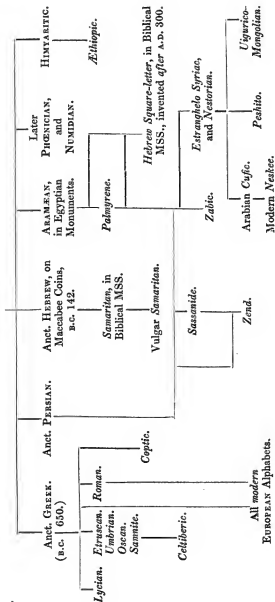 Anct. GREEK.
(B.C. 650.)
Lycian.
Etruscan.
Umbrian.
Oscan.
Samnite.
Celtiberic.
Roman.
All modern
EUROPEAN Alphabets.
Coptic.
Anct. PERSIAN.
Anct. HEBREW, on
Maccabee Coins,
B.C. 142.
Samaritan, in
Biblical MSS.
Vulgar Samaritan.
Sassanide.
Zend.
ARAMÆAN,
in Egyptian
Monuments.
Palmyrene.
Hebrew Square-letter, in Biblical
MSS., invented after A.D. 300.
Zabic.
Estranghelo Syriac,
and Nestorian.
Arabian Cufic.
Modern Neskee.
Peshito.
Uigurico-
Mongolian.
Later
PHŒNICIAN,
and
NUMIDIAN.
HIMYARITIC.
Æthiopic.